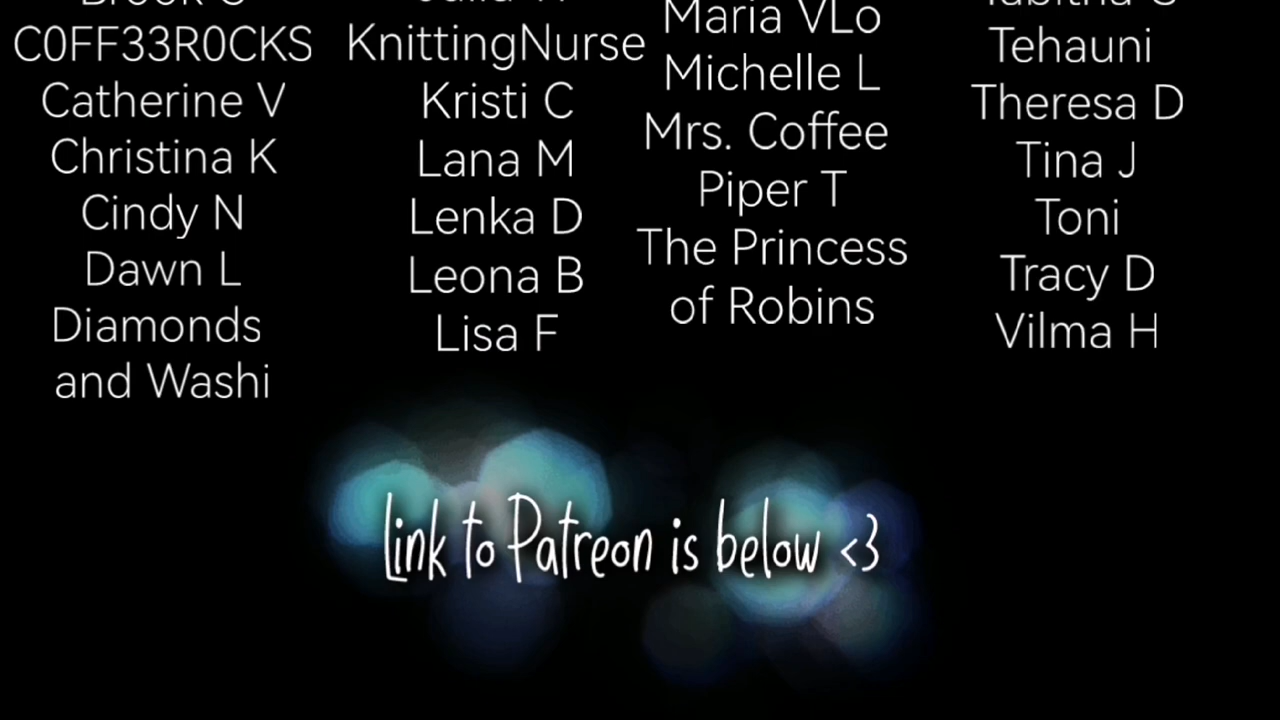 C0FF33R0CKS
Catherine V
Christina K
Cindy N
Dawn L
Diamonds
and Washi
KnittingNurse
Kristi C
Lana M
Lenka D
Leona B
Lisa F
Maria VLo
Michelle L
Mrs. Coffee
Piper T
The Princess
of Robins
Tehauni
Theresa D
Tina J
Toni
Tracy D
Vilma H
Link to Patreon is below <3